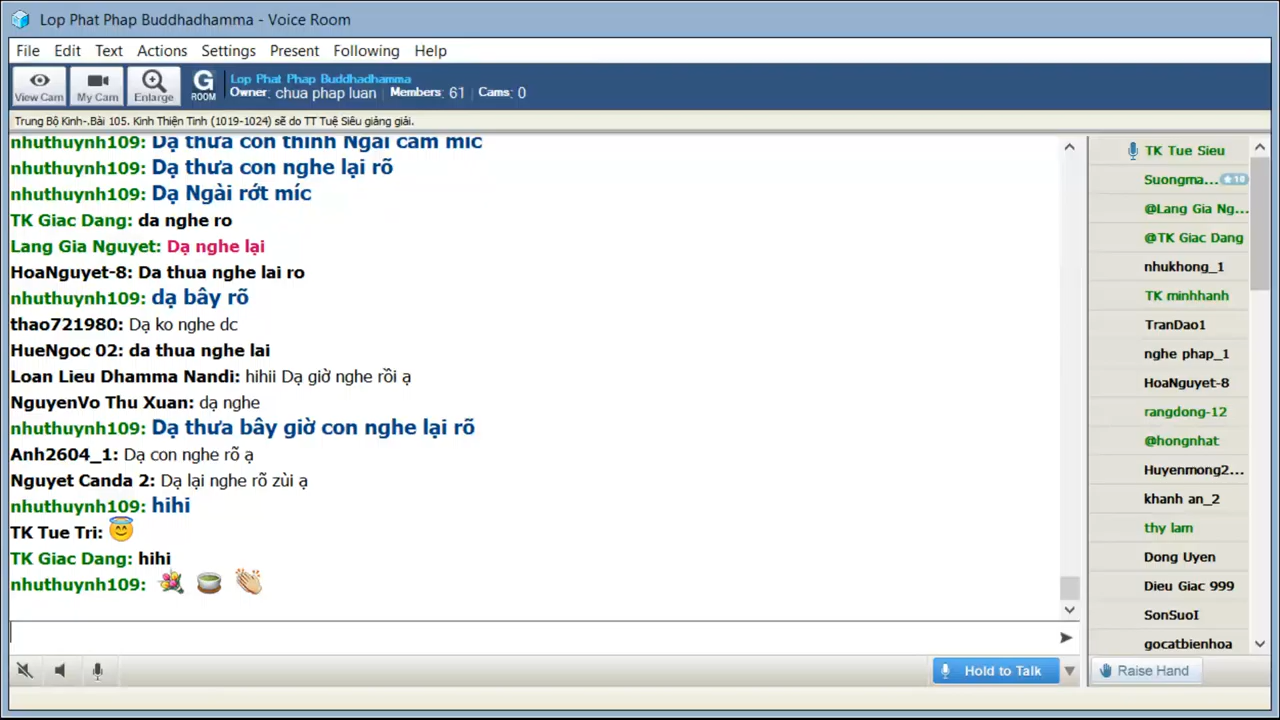 Lop Phat Phap Buddhadhamma - Voice Room
File Edit Text Actions Settings Present Following Help
View Cam
My Cam
Enlarge
G ROOM
Lop Phat Phap Buddhadhamma
Owner: chua phap luan Members: 61 Cams: 0
Trung Bộ Kinh-.Bài 105. Kinh Thiện Tinh (1019-1024) sẽ do TT Tuệ Siêu giảng giải.
nhuthuynh109: Dạ thưa con thỉnh Ngài cầm míc
nhuthuynh109: Dạ thưa con nghe lại rõ
nhuthuynh109: Dạ Ngài rớt míc
TK Giac Dang: da nghe ro
Lang Gia Nguyet: Dạ nghe lại
HoaNguyet-8: Da thua nghe lai ro
nhuthuynh109: dạ bây rõ
thao721980: Dạ ko nghe dc
HueNgoc 02: da thua nghe lai
Loan Lieu Dhamma Nandi: hihii Dạ giờ nghe rồi ạ
NguyenVo Thu Xuan: dạ nghe
nhuthuynh109: Dạ thưa bây giờ con nghe lại rõ
Anh2604_1: Dạ con nghe rõ ạ
Nguyet Canda 2: Dạ lại nghe rõ zùi ạ
nhuthuynh109: hihi
TK Tue Tri: 😇
TK Giac Dang: hihi
nhuthuynh109: 💐 🍵 👏
TK Tue Sieu
Suongma... ★10
@Lang Gia Ng...
@TK Giac Dang
nhukhong_1
TK minhhanh
TranDao1
nghe phap_1
HoaNguyet-8
rangdong-12
@hongnhat
Huyenmong2...
khanh an_2
thy lam
Dong Uyen
Dieu Giac 999
SonSuoI
gocatbienhoa
Hold to Talk
Raise Hand